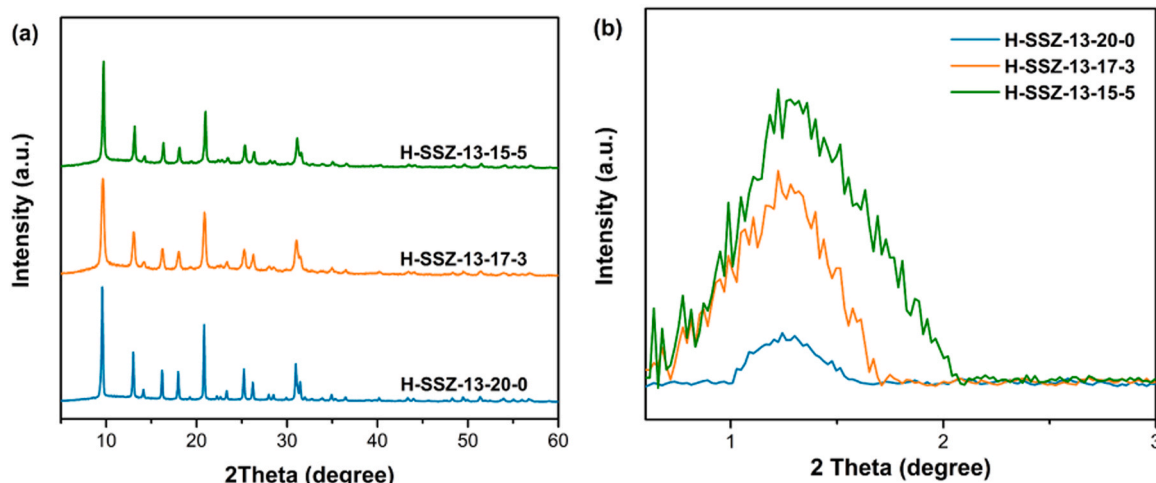 (a)
Intensity (a.u.)
H-SSZ-13-15-5
H-SSZ-13-17-3
H-SSZ-13-20-0
10 20 30 40 50 60
2Theta (degree)
(b)
Intensity (a.u.)
H-SSZ-13-20-0
H-SSZ-13-17-3
H-SSZ-13-15-5
1 2 3
2 Theta (degree)